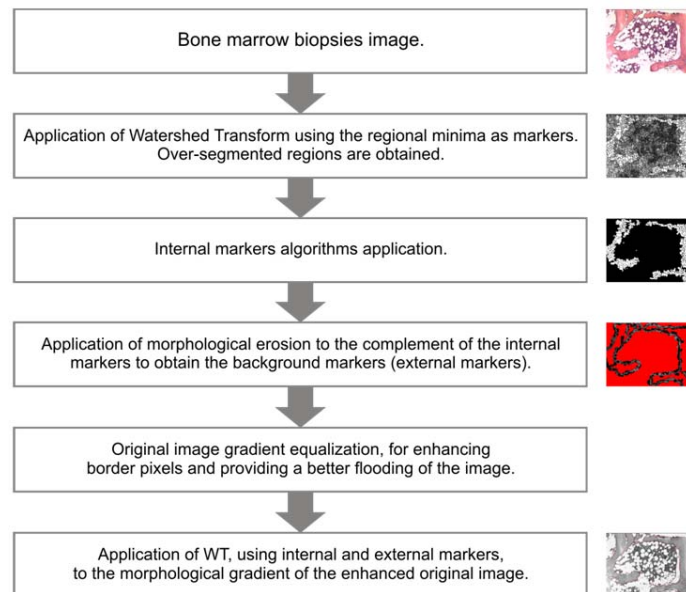 Bone marrow biopsies image.
Application of Watershed Transform using the regional minima as markers.
Over-segmented regions are obtained.
Internal markers algorithms application.
Application of morphological erosion to the complement of the internal
markers to obtain the background markers (external markers).
Original image gradient equalization, for enhancing
border pixels and providing a better flooding of the image.
Application of WT, using internal and external markers,
to the morphological gradient of the enhanced original image.